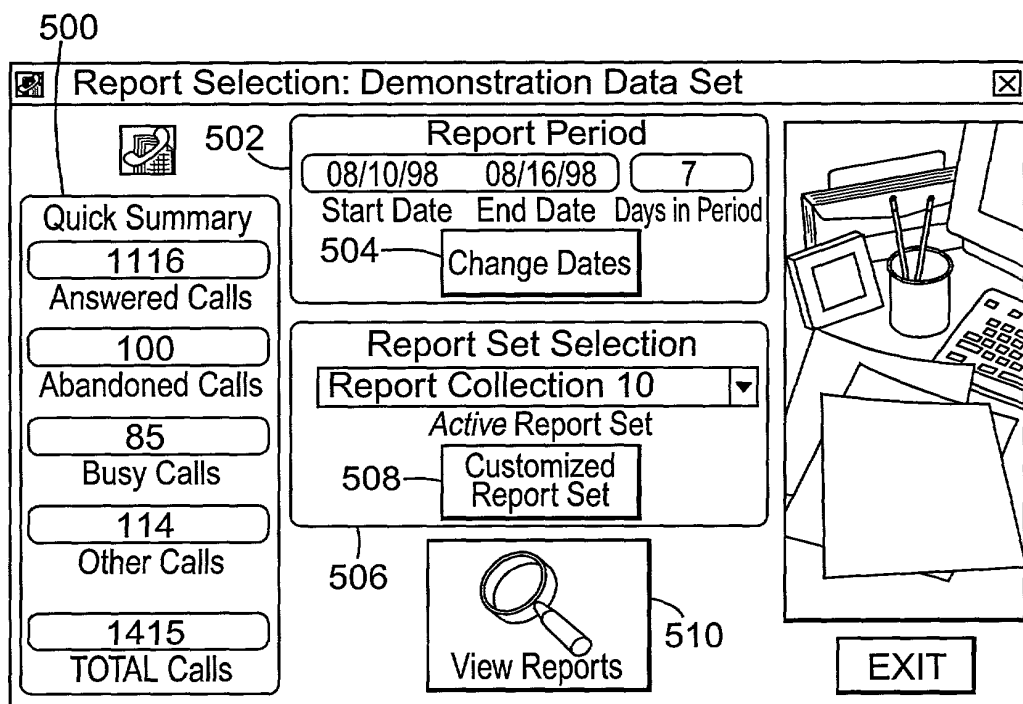 500
Report Selection: Demonstration Data Set
502
Report Period
08/10/98 08/16/98 7
Start Date End Date Days in Period
504
Change Dates
Quick Summary
1116
Answered Calls
100
Abandoned Calls
85
Busy Calls
114
Other Calls
1415
TOTAL Calls
Report Set Selection
Report Collection 10
Active Report Set
508
Customized
Report Set
506
View Reports
510
EXIT